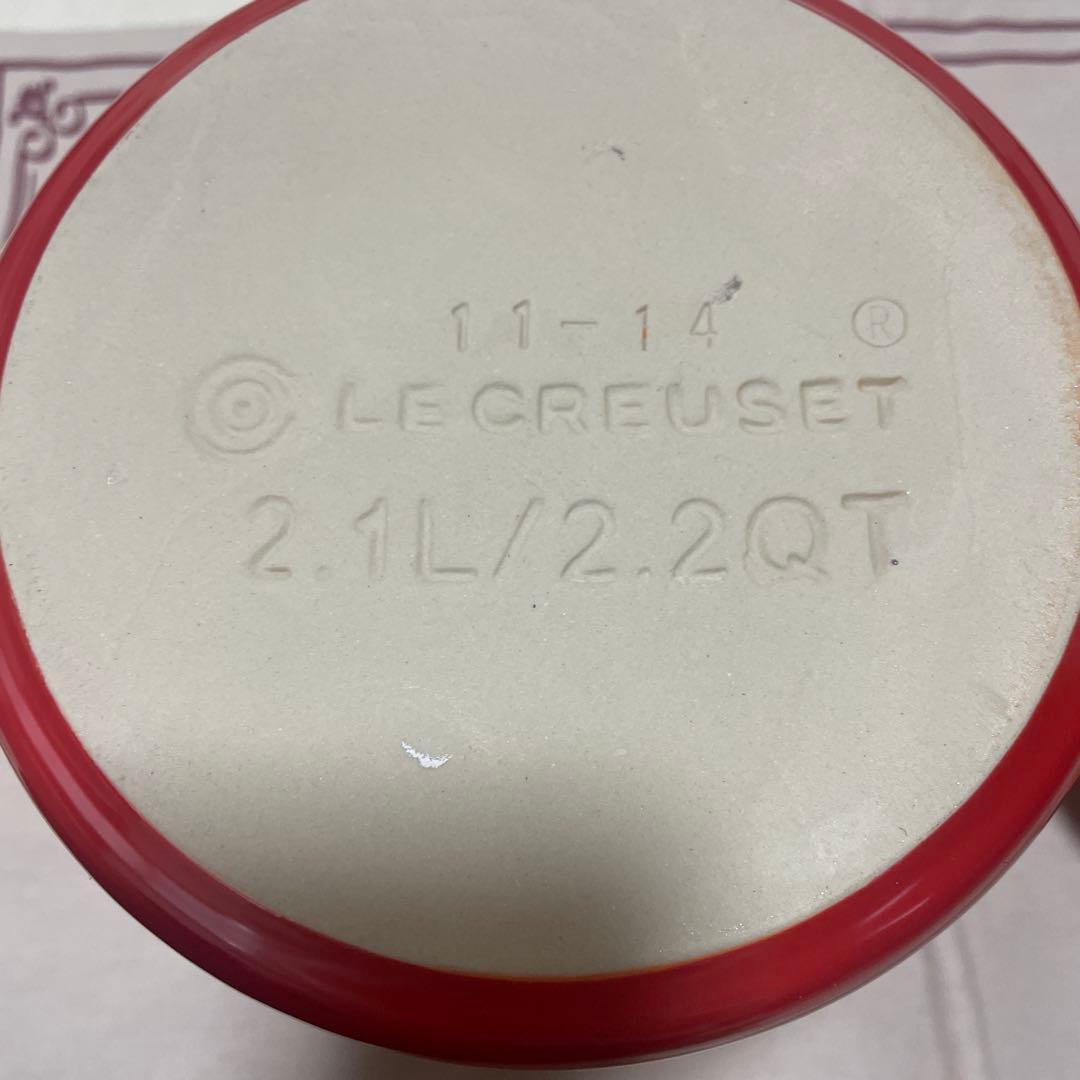 11-14 ®
LE CREUSET
2.1L/2.2QT